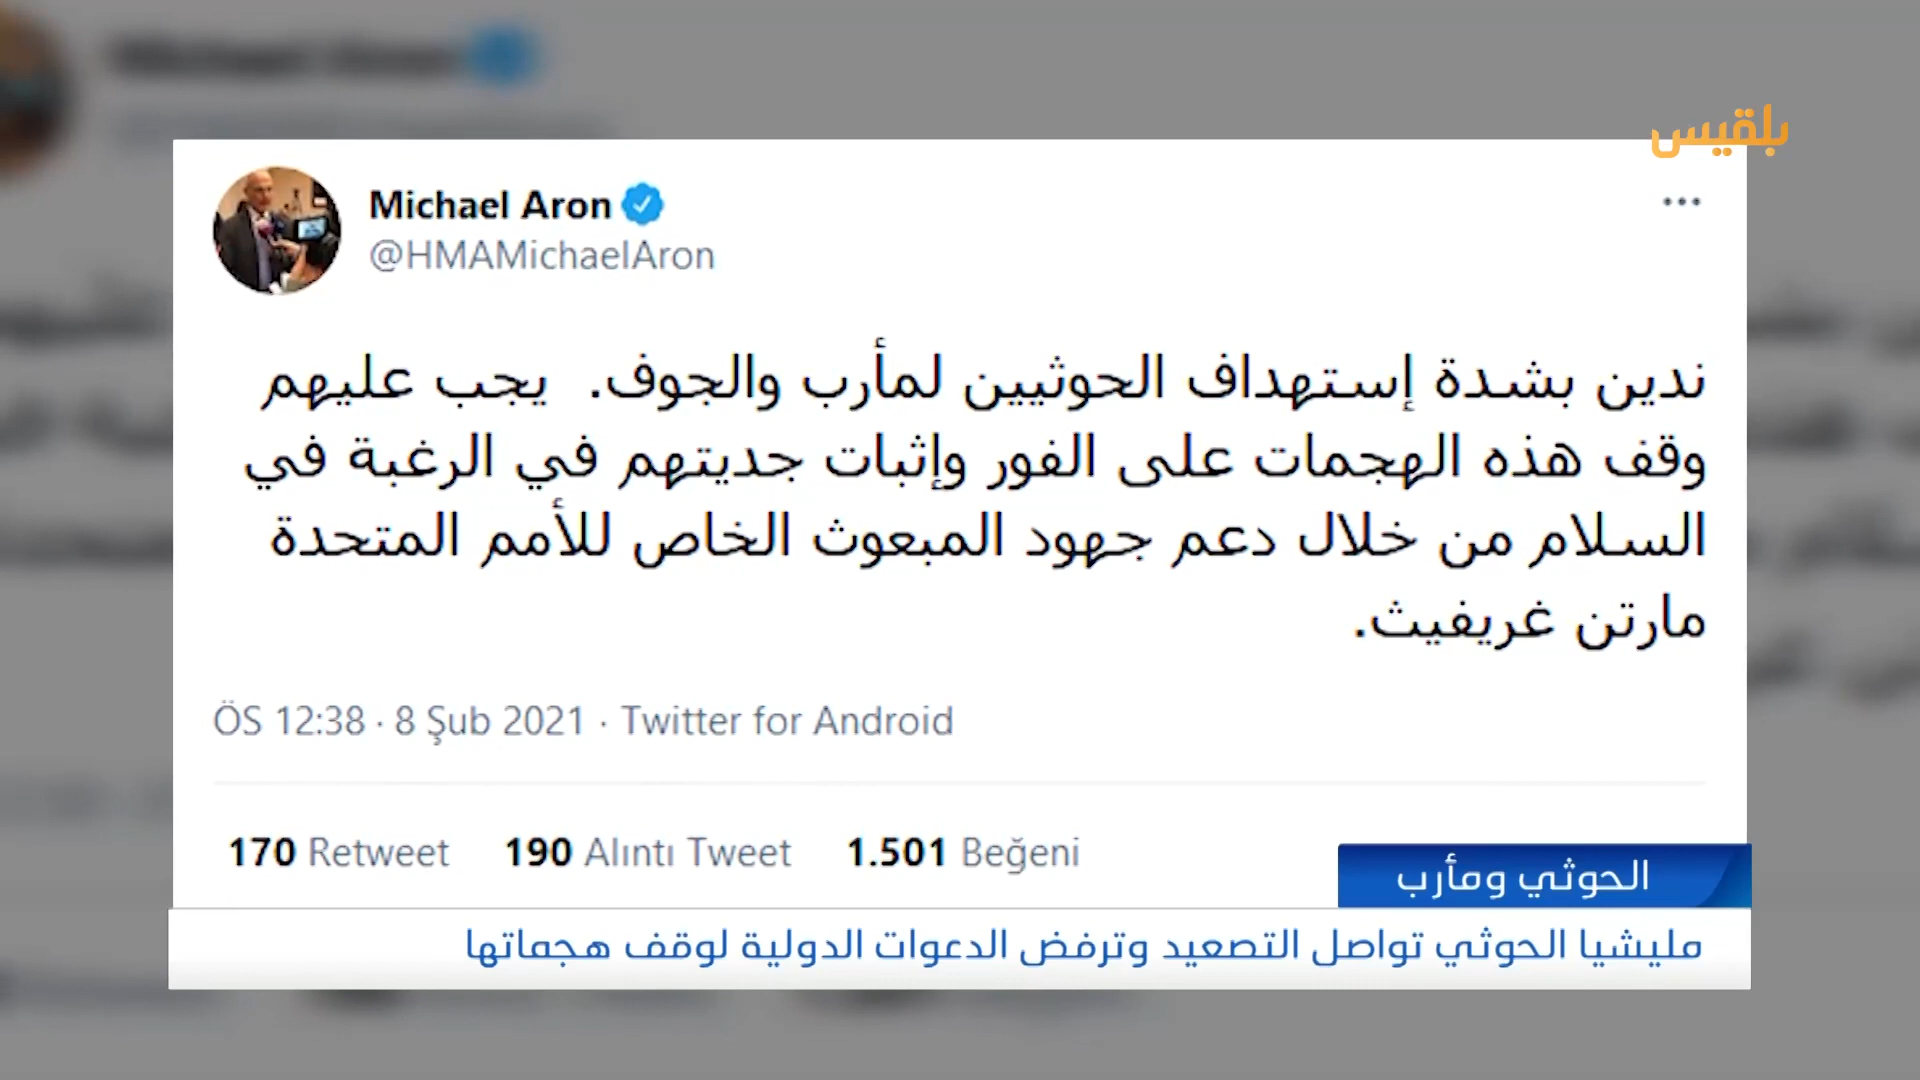 بلقيس
Michael Aron
@HMAMichaelAron
ندين بشدة إستهداف الحوثيين لمأرب والجوف. يجب عليهم
وقف هذه الهجمات على الفور وإثبات جديتهم في الرغبة في
السلام من خلال دعم جهود المبعوث الخاص للأمم المتحدة
مارتن غريفيث.
ÖS 12:38 · 8 Şub 2021 · Twitter for Android
170 Retweet 190 Alıntı Tweet 1.501 Beğeni
الحوثي ومأرب
مليشيا الحوثي تواصل التصعيد وترفض الدعوات الدولية لوقف هجماتها